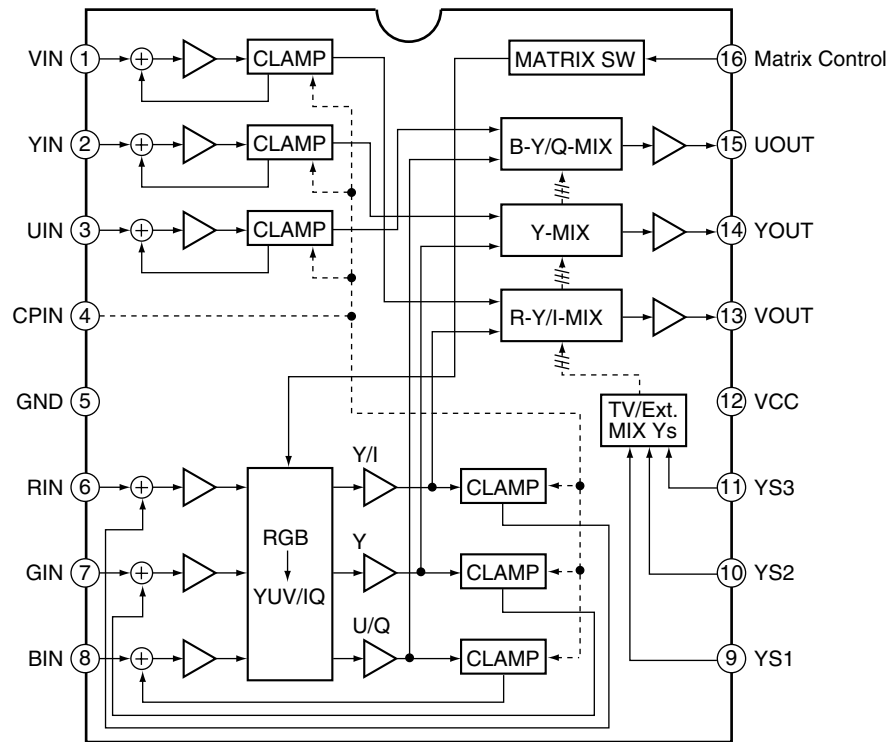 VIN 1 CLAMP MATRIX SW 16 Matrix Control
YIN 2 CLAMP B-Y/Q-MIX 15 UOUT
UIN 3 CLAMP Y-MIX 14 YOUT
CPIN 4 R-Y/I-MIX 13 VOUT
GND 5 TV/Ext. 12 VCC
MIX Ys
Y/I
RIN 6 CLAMP 11 YS3
RGB Y
GIN 7 CLAMP 10 YS2
YUV/IQ
U/Q
BIN 8 CLAMP 9 YS1